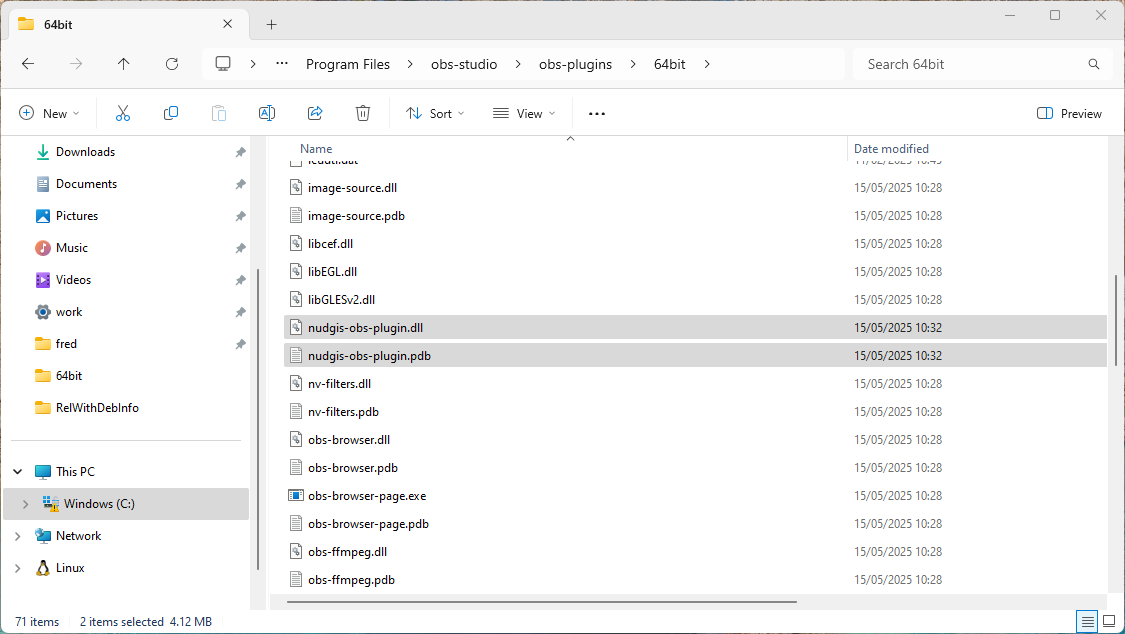 64bit
Program Files
obs-studio
obs-plugins
64bit
Search 64bit
New
Sort
View
Preview
Downloads
Documents
Pictures
Music
Videos
work
fred
64bit
RelWithDebInfo
This PC
Windows (C:)
Network
Linux
Name Date modified
image-source.dll 15/05/2025 10:28
image-source.pdb 15/05/2025 10:28
libcef.dll 15/05/2025 10:28
libEGL.dll 15/05/2025 10:28
libGLESv2.dll 15/05/2025 10:28
nudgis-obs-plugin.dll 15/05/2025 10:32
nudgis-obs-plugin.pdb 15/05/2025 10:32
nv-filters.dll 15/05/2025 10:28
nv-filters.pdb 15/05/2025 10:28
obs-browser.dll 15/05/2025 10:28
obs-browser.pdb 15/05/2025 10:28
obs-browser-page.exe 15/05/2025 10:28
obs-browser-page.pdb 15/05/2025 10:28
obs-ffmpeg.dll 15/05/2025 10:28
obs-ffmpeg.pdb 15/05/2025 10:28
71 items 2 items selected 4.12 MB